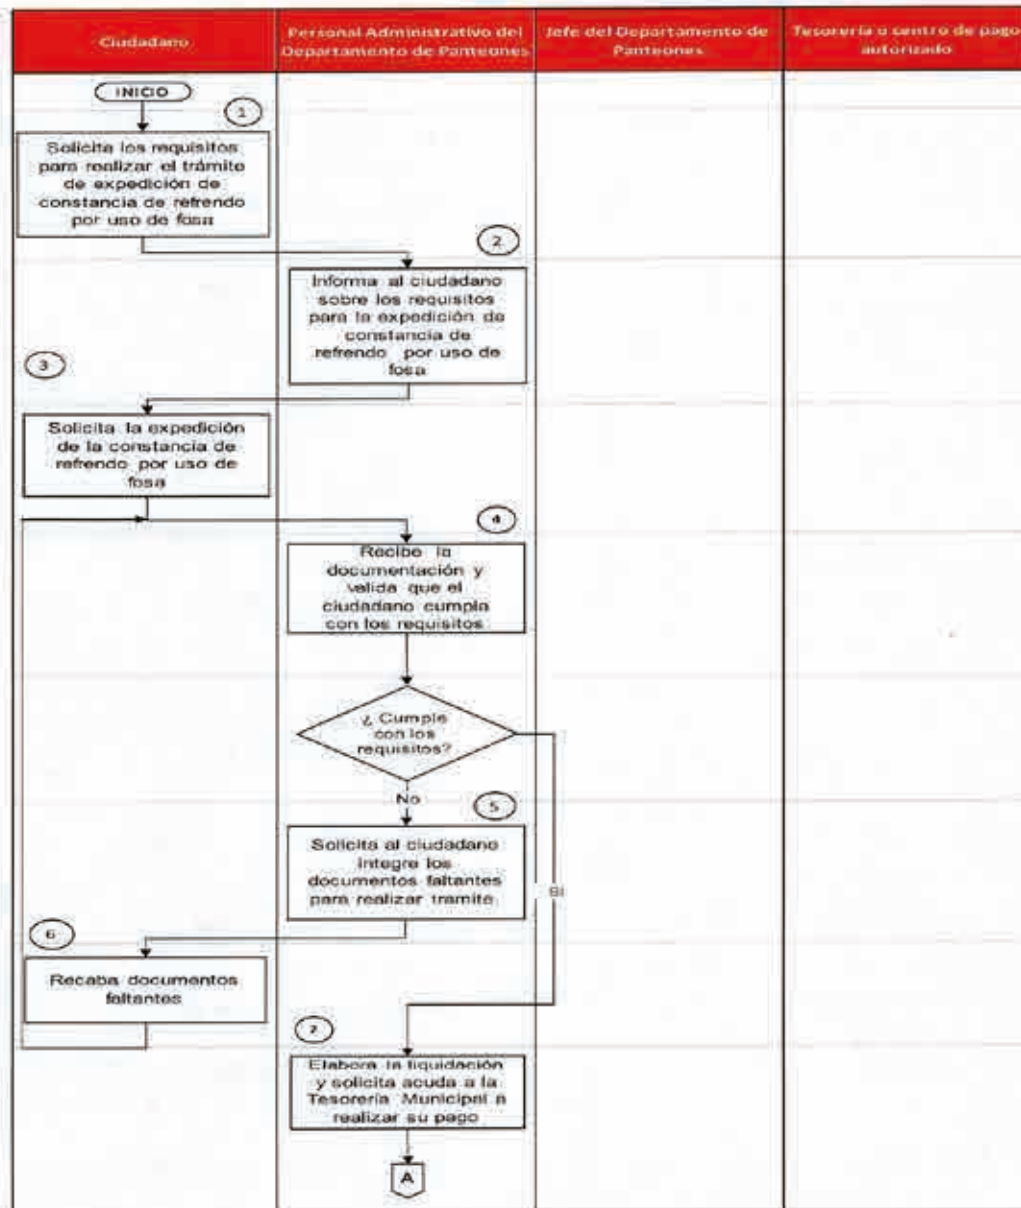 Ciudadano
Personal Administrativo del
Departamento de Panteones
Jefe del Departamento de
Panteones
Tesorería o centro de pago
autorizado
INICIO
1
Solicita los requisitos
para realizar el trámite
de expedición de
constancia de refrendo
por uso de fosa
2
Informa al ciudadano
sobre los requisitos
para la expedición de
constancia de
refrendo por uso de
fosa
3
Solicita la expedición
de la constancia de
refrendo por uso de
fosa
4
Recibe la
documentación y
valida que el
ciudadano cumpla
con los requisitos
¿ Cumple
con los
requisitos?
No
SI
5
Solicita al ciudadano
integre los
documentos faltantes
para realizar tramite
6
Recaba documentos
faltantes
7
Elabora la liquidación
y solicita acuda a la
Tesorería Municipal a
realizar su pago
A